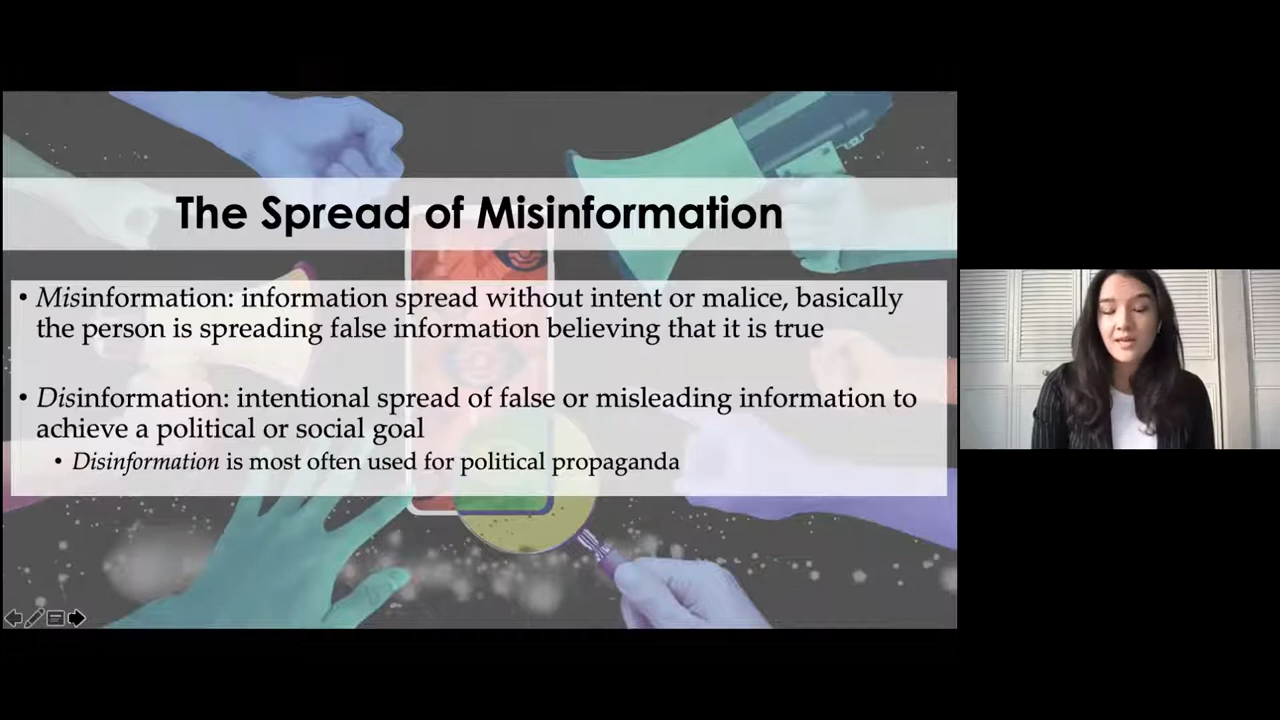 The Spread of Misinformation
• Misinformation: information spread without intent or malice, basically
the person is spreading false information believing that it is true
• Disinformation: intentional spread of false or misleading information to
achieve a political or social goal
• Disinformation is most often used for political propaganda